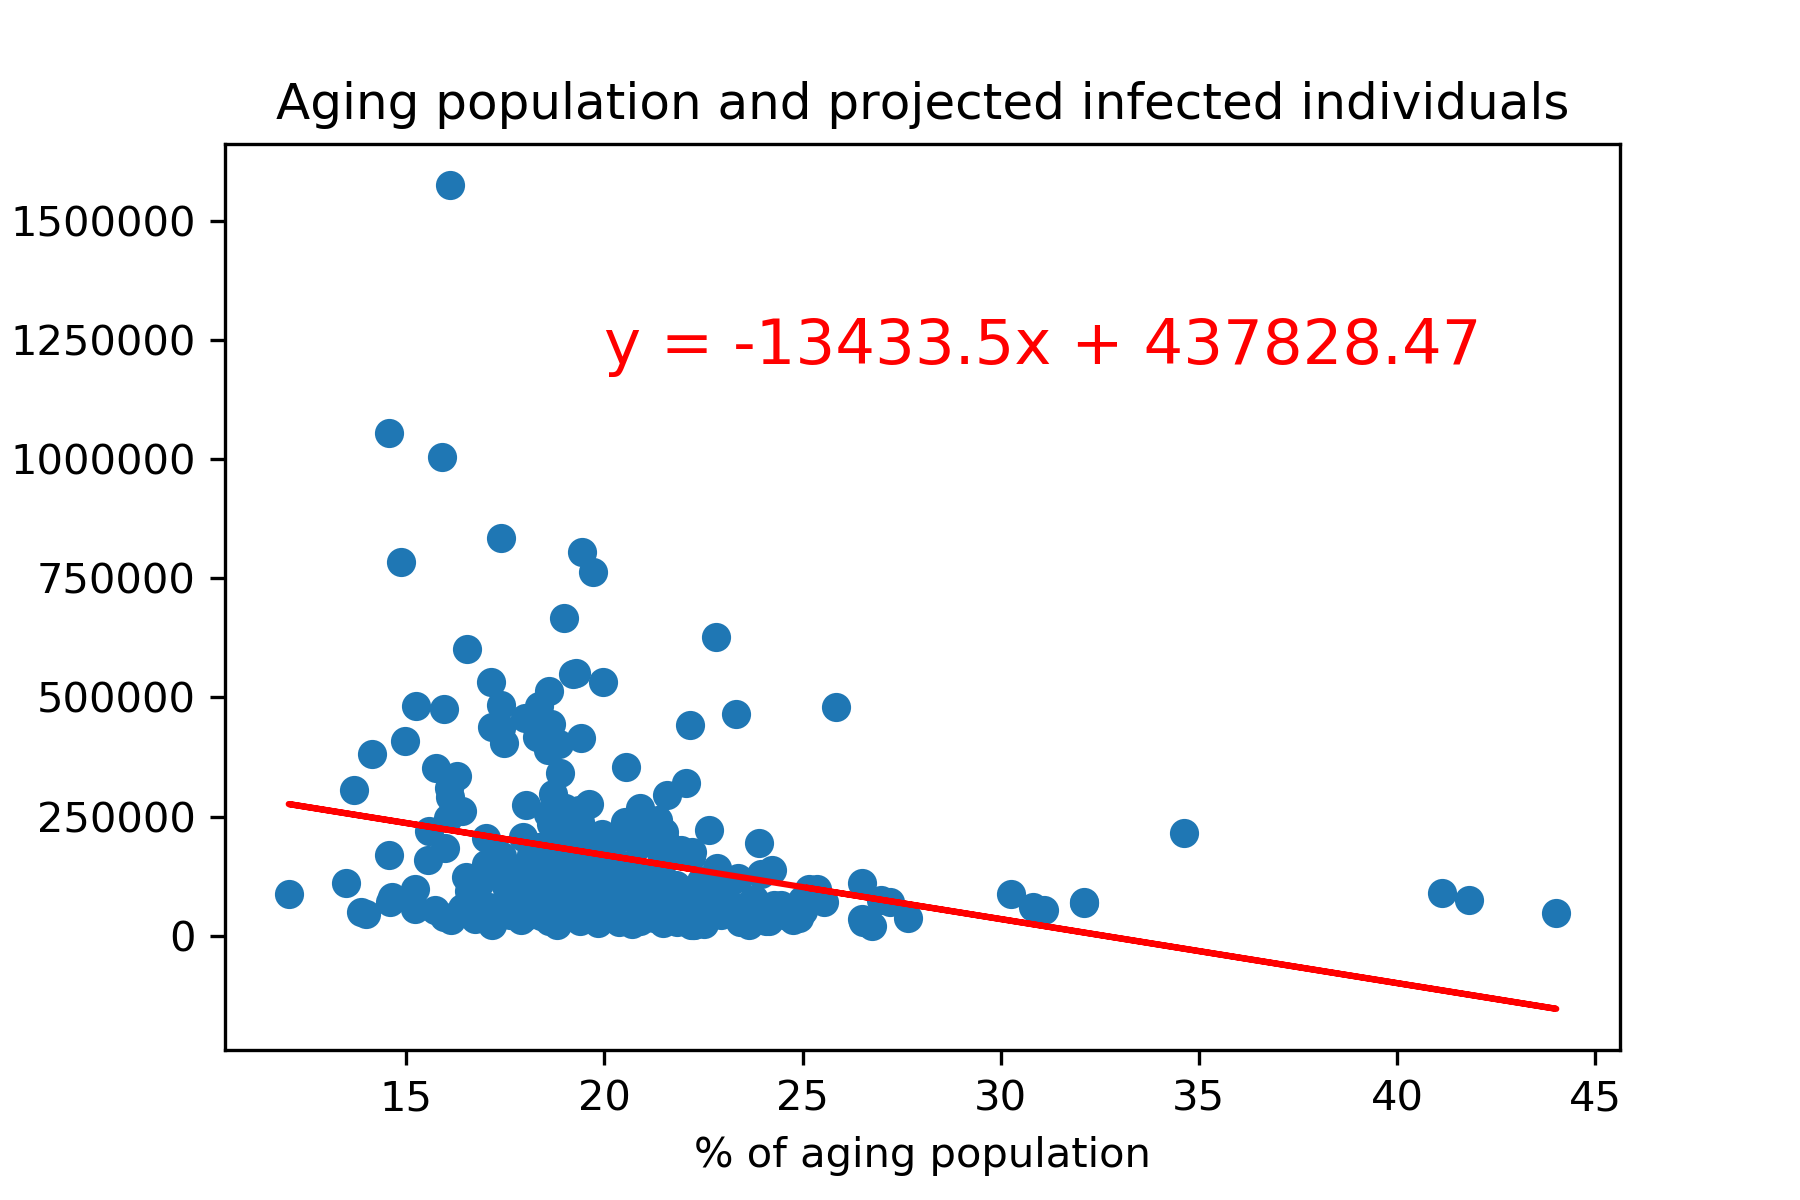 Aging population and projected infected individuals
1500000
1250000
1000000
750000
500000
250000
0
y = -13433.5x + 437828.47
15 20 25 30 35 40 45
% of aging population